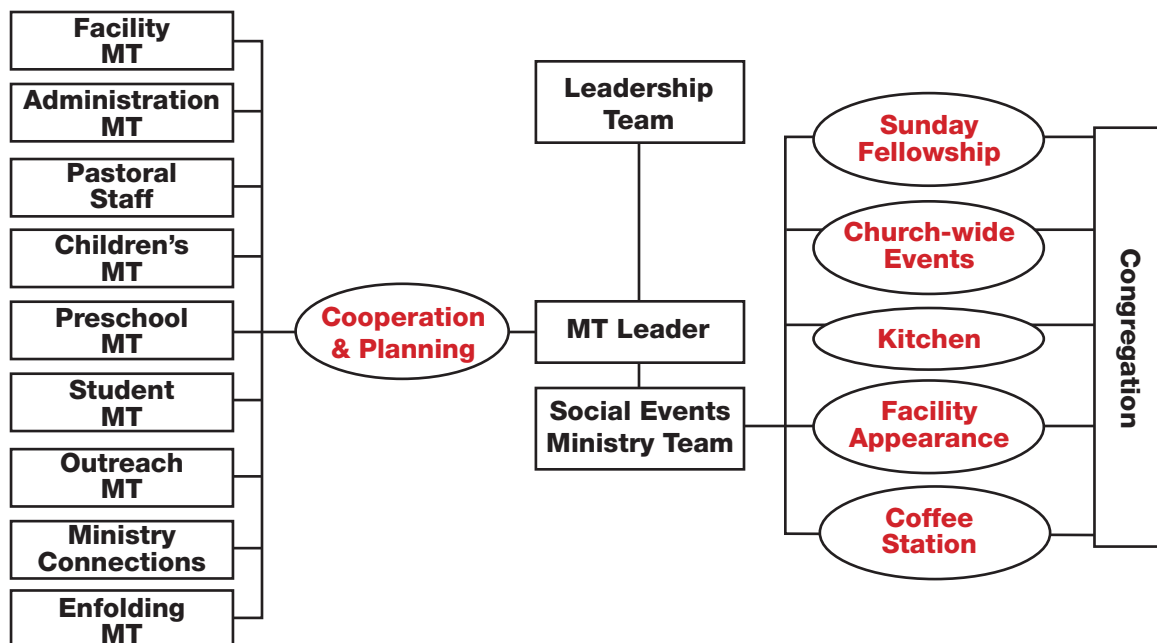 Facility
MT
Administration
MT
Pastoral
Staff
Children's
MT
Preschool
MT
Student
MT
Outreach
MT
Ministry
Connections
Enfolding
MT
Cooperation
& Planning
Leadership
Team
MT Leader
Social Events
Ministry Team
Sunday
Fellowship
Church-wide
Events
Kitchen
Facility
Appearance
Coffee
Station
Congregation